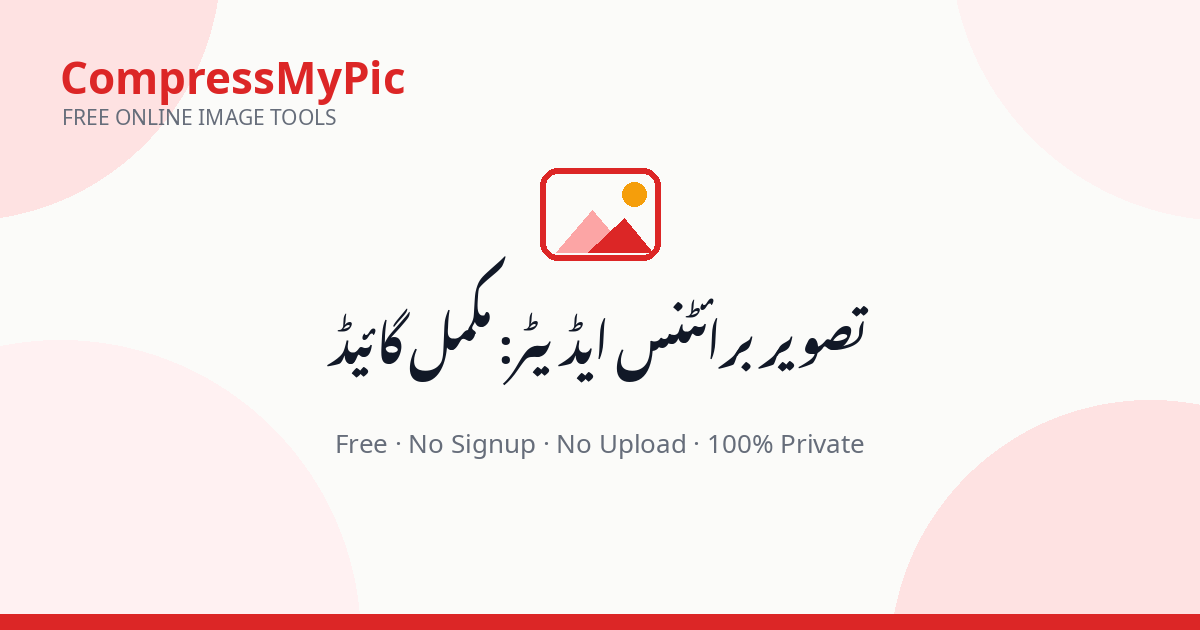 CompressMyPic
FREE ONLINE IMAGE TOOLS
تصویر برائٹنس ایڈیٹر: مکمل گائیڈ
Free · No Signup · No Upload · 100% Private